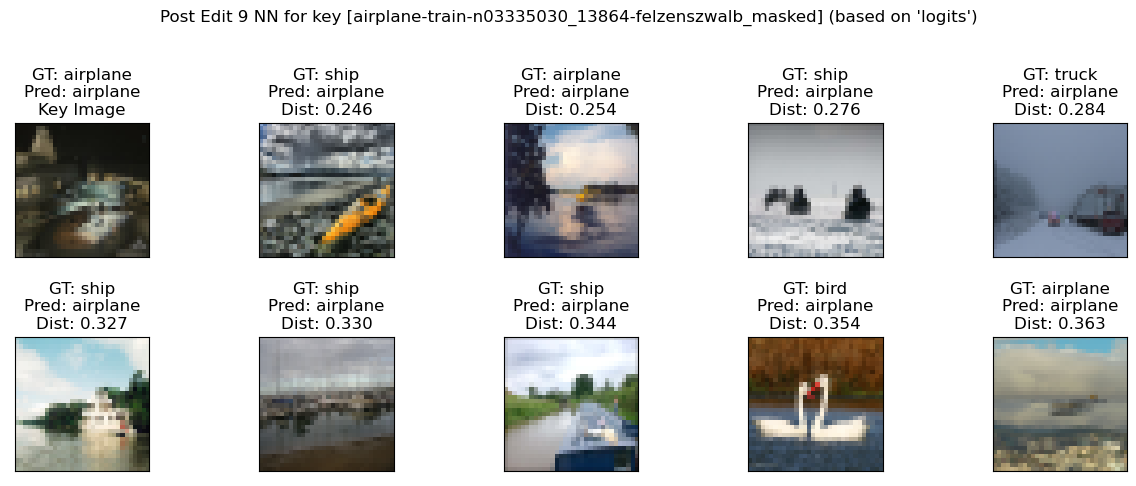 Post Edit 9 NN for key [airplane-train-n03335030_13864-felzenszwalb_masked] (based on 'logits')
GT: airplane
Pred: airplane
Key Image
GT: ship
Pred: airplane
Dist: 0.246
GT: airplane
Pred: airplane
Dist: 0.254
GT: ship
Pred: airplane
Dist: 0.276
GT: truck
Pred: airplane
Dist: 0.284
GT: ship
Pred: airplane
Dist: 0.327
GT: ship
Pred: airplane
Dist: 0.330
GT: ship
Pred: airplane
Dist: 0.344
GT: bird
Pred: airplane
Dist: 0.354
GT: airplane
Pred: airplane
Dist: 0.363